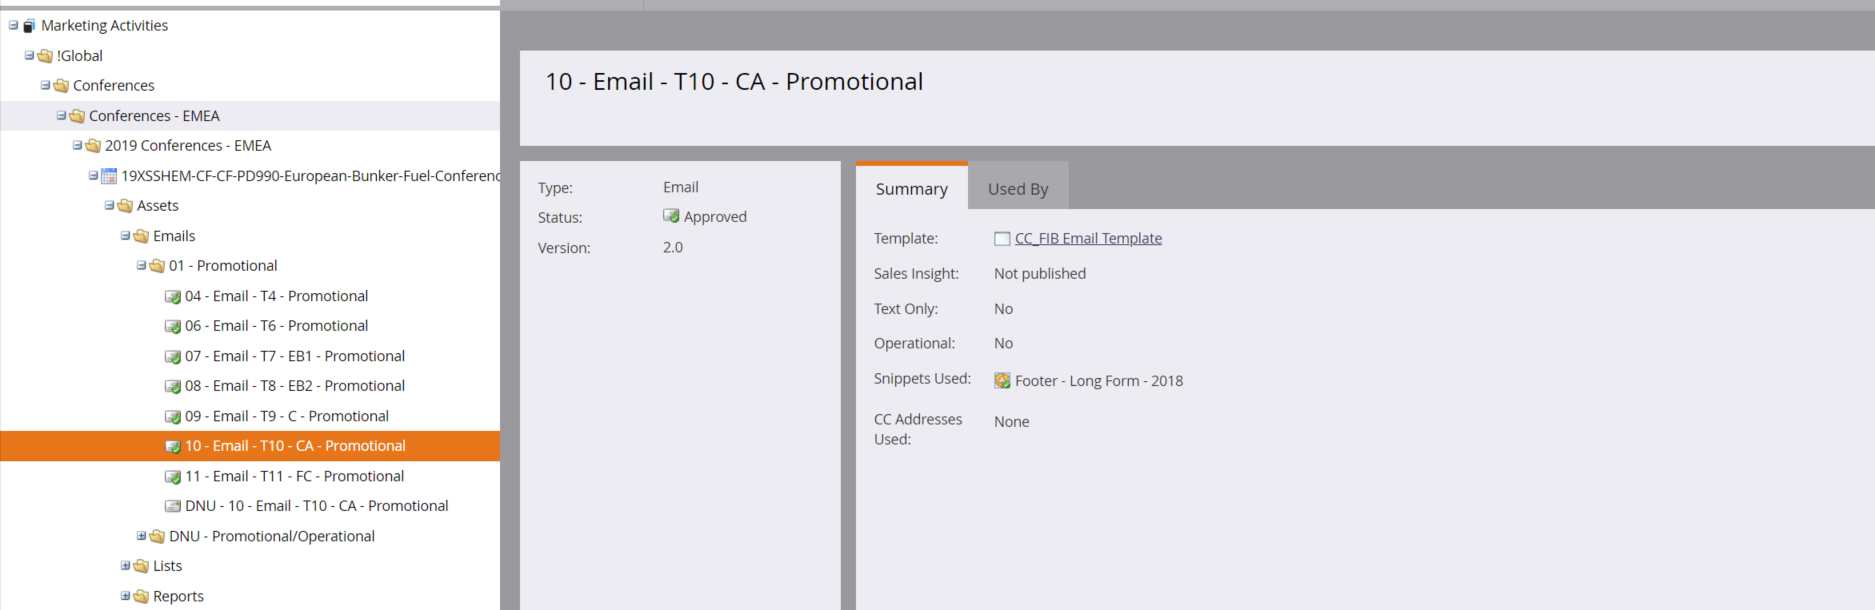 Marketing Activities
!Global
Conferences
Conferences - EMEA
2019 Conferences - EMEA
19XSSHEM-CF-CF-PD990-European-Bunker-Fuel-Conferenc
Assets
Emails
01 - Promotional
04 - Email - T4 - Promotional
06 - Email - T6 - Promotional
07 - Email - T7 - EB1 - Promotional
08 - Email - T8 - EB2 - Promotional
09 - Email - T9 - C - Promotional
10 - Email - T10 - CA - Promotional
11 - Email - T11 - FC - Promotional
DNU - 10 - Email - T10 - CA - Promotional
DNU - Promotional/Operational
Lists
Reports
10 - Email - T10 - CA - Promotional
Type: Email
Status: Approved
Version: 2.0
Summary Used By
Template: CC_FIB Email Template
Sales Insight: Not published
Text Only: No
Operational: No
Snippets Used: Footer - Long Form - 2018
CC Addresses
Used: None